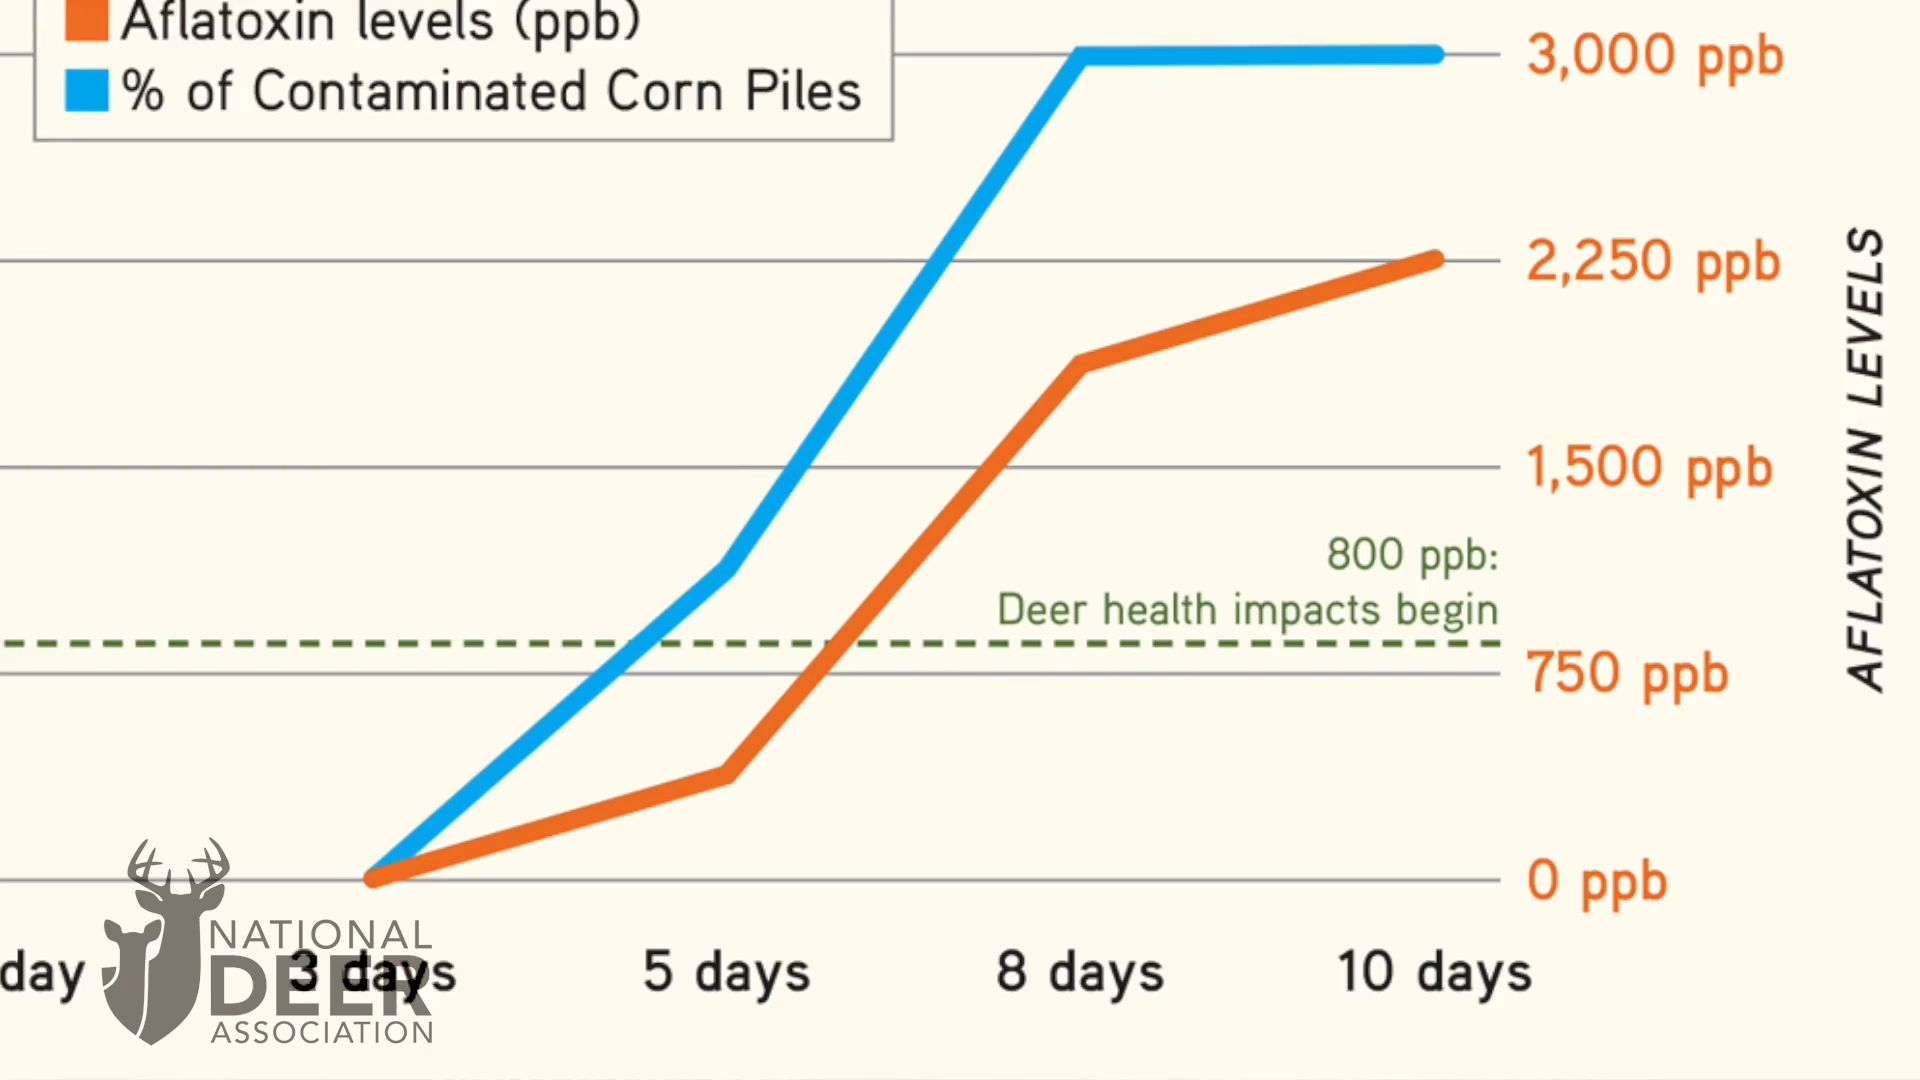 Aflatoxin levels (ppb)
% of Contaminated Corn Piles
3,000 ppb
2,250 ppb
1,500 ppb
800 ppb:
Deer health impacts begin
750 ppb
0 ppb
AFLATOXIN LEVELS
day
3 days
5 days
8 days
10 days
NATIONAL
DEER
ASSOCIATION